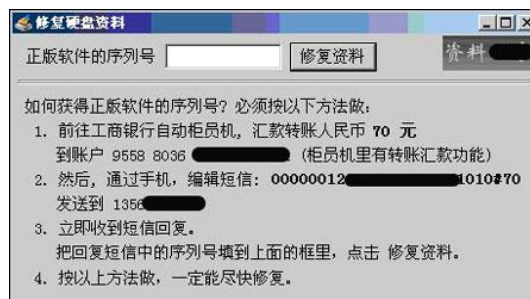 修复硬盘资料
正版软件的序列号 修复资料 资料
如何获得正版软件的序列号? 必须按以下方法做:
1. 前往工商银行自动柜员机, 汇款转账人民币 70 元
到账户 9558 8036 (柜员机里有转账汇款功能)
2. 然后, 通过手机, 编辑短信: 00000012 1010#70
发送到 1356
3. 立即收到短信回复。
把回复短信中的序列号填到上面的框里, 点击 修复资料。
4. 按以上方法做, 一定能尽快修复。